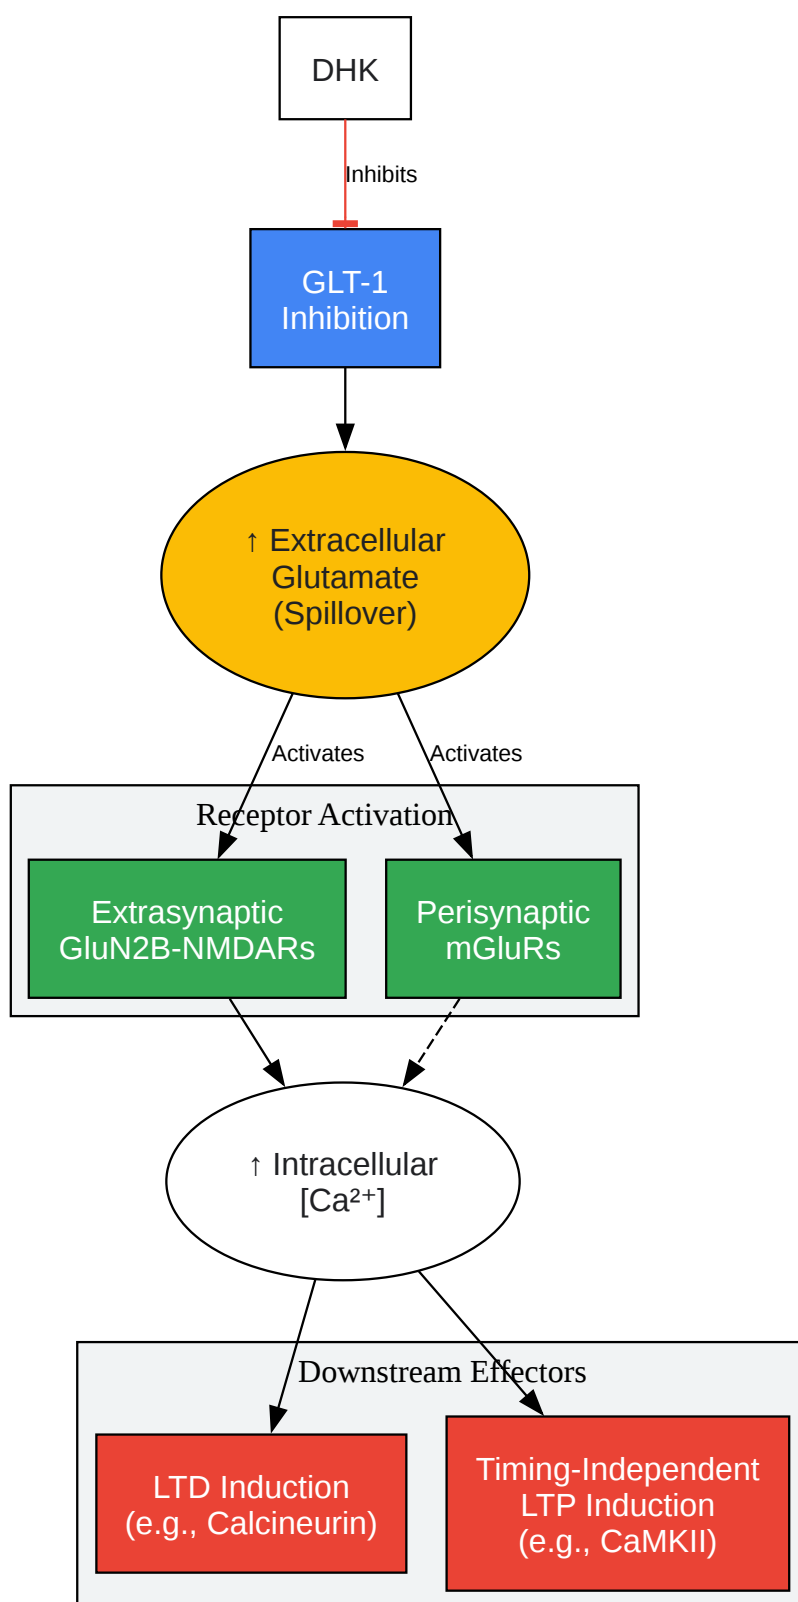 DHK
Inhibits
GLT-1
Inhibition
↑ Extracellular
Glutamate
(Spillover)
Activates
Activates
Receptor Activation
Extrasynaptic
GluN2B-NMDARs
Perisynaptic
mGluRs
↑ Intracellular
[Ca²⁺]
Downstream Effectors
LTD Induction
(e.g., Calcineurin)
Timing-Independent
LTP Induction
(e.g., CaMKII)